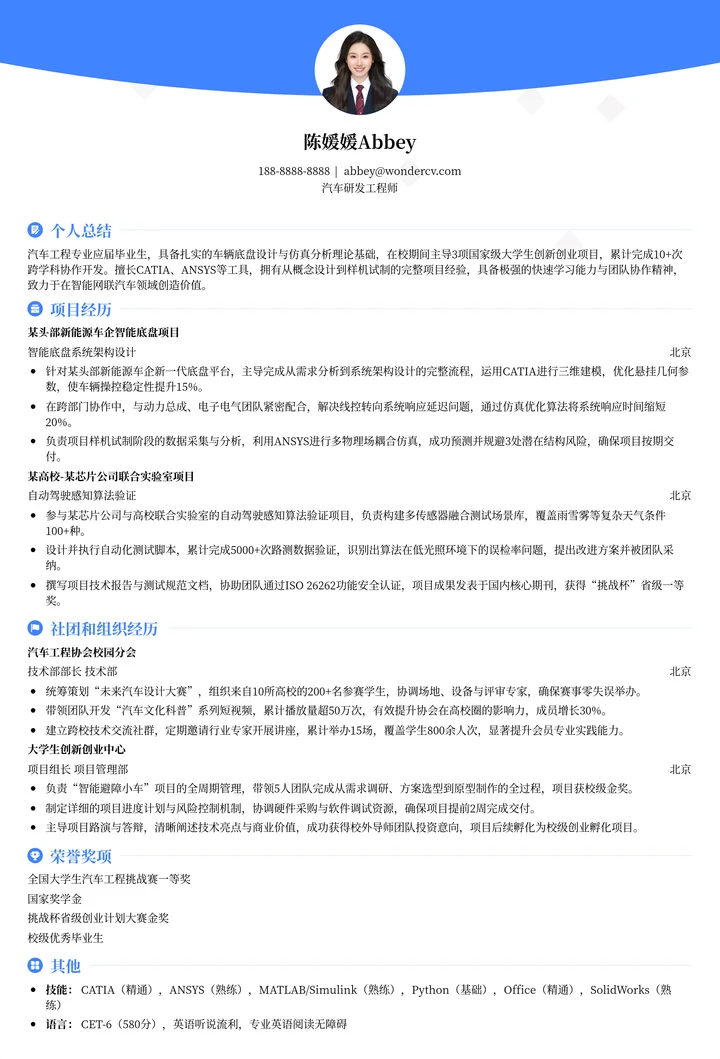 陈媛媛Abbey
188-8888-8888 | abbey@wondercv.com
汽车研发工程师
个人总结
汽车工程专业应届毕业生，具备扎实的车辆底盘设计与仿真分析理论基础，在校期间主导3项国家级大学生创新创业项目，累计完成10+次
跨学科协作开发。擅长CATIA、ANSYS等工具，拥有从概念设计到样机试制的完整项目经验，具备极强的快速学习能力与团队协作精神，
致力于在智能网联汽车领域创造价值。
项目经历
某头部新能源车企智能底盘项目
智能底盘系统架构设计 北京
• 针对某头部新能源车企新一代底盘平台，主导完成从需求分析到系统架构设计的完整流程，运用CATIA进行三维建模，优化悬挂几何参
数，使车辆操控稳定性提升15%。
• 在跨部门协作中，与动力总成、电子电气团队紧密配合，解决线控转向系统响应延迟问题，通过仿真优化算法将系统响应时间缩短
20%。
• 负责项目样机试制阶段的数据采集与分析，利用ANSYS进行多物理场耦合仿真，成功预测并规避3处潜在结构风险，确保项目按期交
付。
某高校-某芯片公司联合实验室项目
自动驾驶感知算法验证 北京
• 参与某芯片公司与高校联合实验室的自动驾驶感知算法验证项目，负责构建多传感器融合测试场景库，覆盖雨雪雾等复杂天气条件
100+种。
• 设计并执行自动化测试脚本，累计完成5000+次路测数据验证，识别出算法在低光照环境下的误检率问题，提出改进方案并被团队采
纳。
• 撰写项目技术报告与测试规范文档，协助团队通过ISO 26262功能安全认证，项目成果发表于国内核心期刊，获得“挑战杯”省级一等
奖。
社团和组织经历
汽车工程协会校园分会
技术部部长 技术部 北京
• 统筹策划“未来汽车设计大赛”，组织来自10所高校的200+名参赛学生，协调场地、设备与评审专家，确保赛事零失误举办。
• 带领团队开发“汽车文化科普”系列短视频，累计播放量超50万次，有效提升协会在高校圈的影响力，成员增长30%。
• 建立跨校技术交流社群，定期邀请行业专家开展讲座，累计举办15场，覆盖学生800余人次，显著提升会员专业实践能力。
大学生创新创业中心
项目组长 项目管理部 北京
• 负责“智能避障小车”项目的全周期管理，带领5人团队完成从需求调研、方案选型到原型制作的全过程，项目获校级金奖。
• 制定详细的项目进度计划与风险控制机制，协调硬件采购与软件调试资源，确保项目提前2周完成交付。
• 主导项目路演与答辩，清晰阐述技术亮点与商业价值，成功获得校外导师团队投资意向，项目后续孵化为校级创业孵化项目。
荣誉奖项
全国大学生汽车工程挑战赛一等奖
国家奖学金
挑战杯省级创业计划大赛金奖
校级优秀毕业生
其他
• 技能： CATIA（精通）, ANSYS（熟练）, MATLAB/Simulink（熟练）, Python（基础）, Office（精通）, SolidWorks（熟
练）
• 语言： CET-6（580分）, 英语听说流利，专业英语阅读无障碍